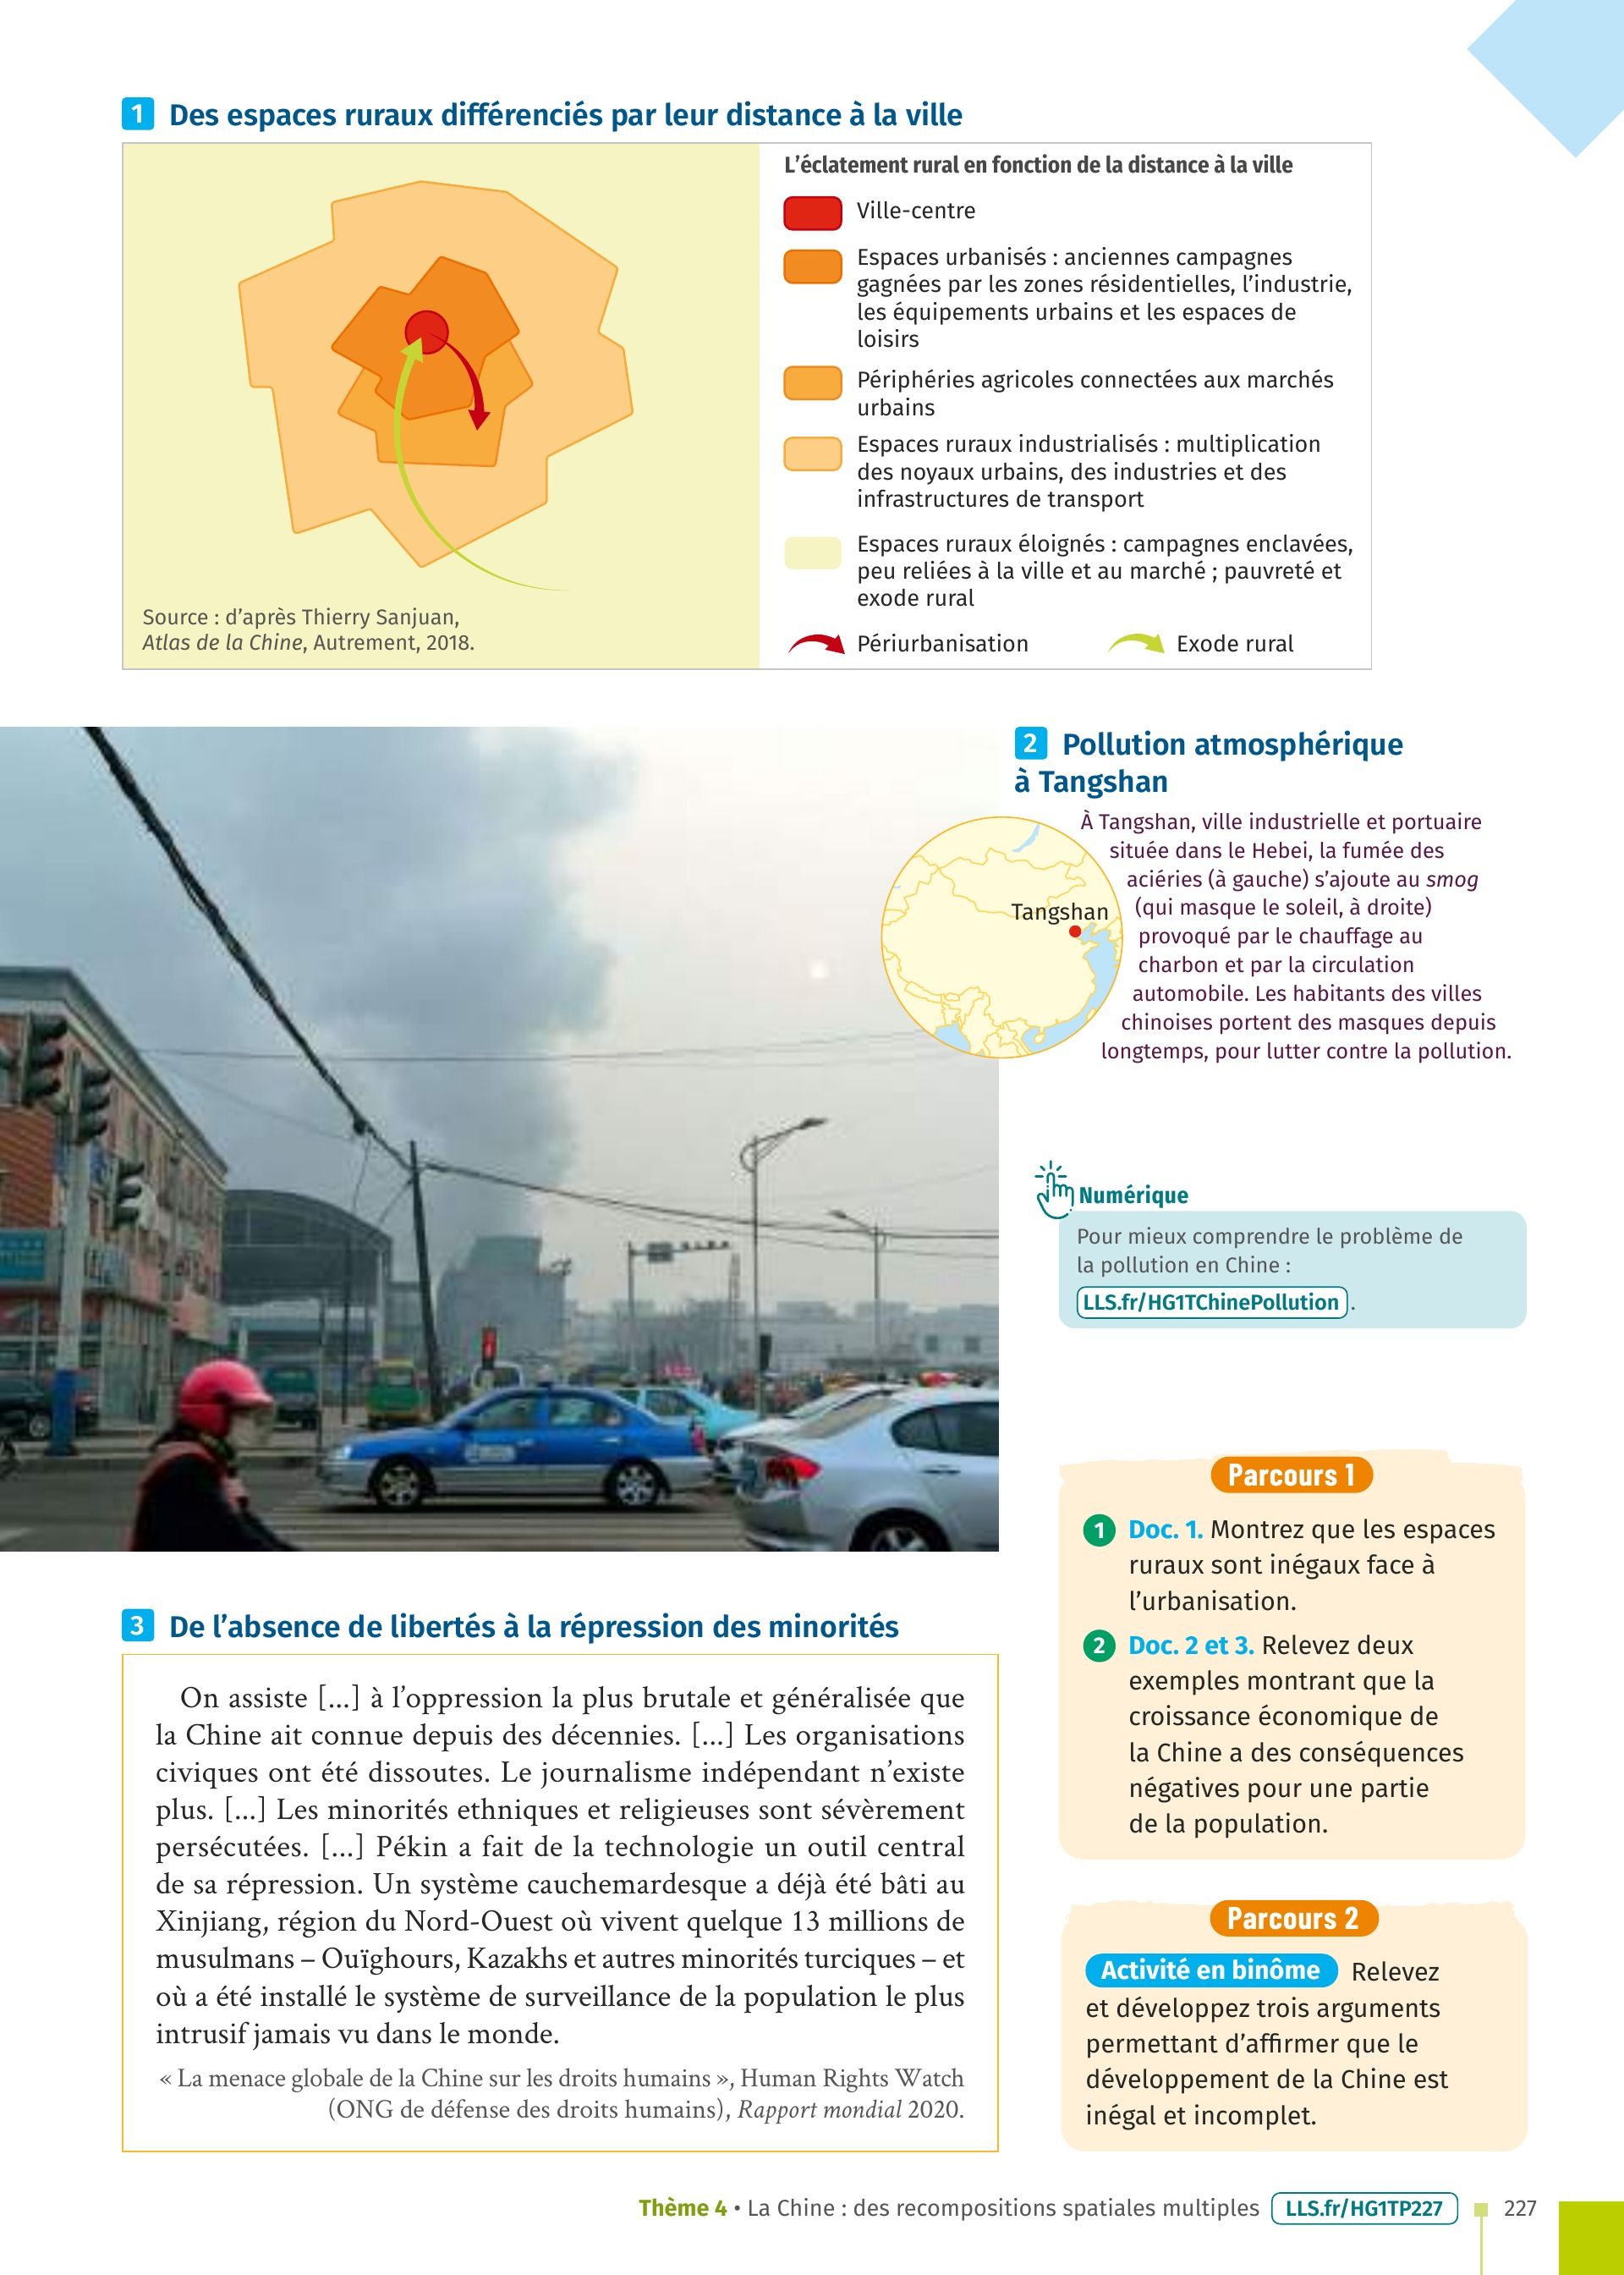 1 Des espaces ruraux différenciés par leur distance à la ville
L'éclatement rural en fonction de la distance à la ville
Ville-centre
Espaces urbanisés : anciennes campagnes
gagnées par les zones résidentielles, l'industrie,
les équipements urbains et les espaces de
loisirs
Périphéries agricoles connectées aux marchés
urbains
Espaces ruraux industrialisés : multiplication
des noyaux urbains, des industries et des
infrastructures de transport
Espaces ruraux éloignés : campagnes enclavées,
peu reliées à la ville et au marché ; pauvreté et
exode rural
Périurbanisation
Exode rural
Source : d'après Thierry Sanjuan,
Atlas de la Chine, Autrement, 2018.
2 Pollution atmosphérique
à Tangshan
À Tangshan, ville industrielle et portuaire
située dans le Hebei, la fumée des
aciéries (à gauche) s'ajoute au smog
(qui masque le soleil, à droite)
provoqué par le chauffage au
charbon et par la circulation
automobile. Les habitants des villes
chinoises portent des masques depuis
longtemps, pour lutter contre la pollution.
Tangshan
Numérique
Pour mieux comprendre le problème de
la pollution en Chine :
LLS.fr/HG1TChinePollution .
3 De l'absence de libertés à la répression des minorités
On assiste [...] à l'oppression la plus brutale et généralisée que
la Chine ait connue depuis des décennies. [...] Les organisations
civiques ont été dissoutes. Le journalisme indépendant n'existe
plus. [...] Les minorités ethniques et religieuses sont sévèrement
persécutées. [...] Pékin a fait de la technologie un outil central
de sa répression. Un système cauchemardesque a déjà été bâti au
Xinjiang, région du Nord-Ouest où vivent quelque 13 millions de
musulmans – Ouïghours, Kazakhs et autres minorités turciques – et
où a été installé le système de surveillance de la population le plus
intrusif jamais vu dans le monde.
« La menace globale de la Chine sur les droits humains », Human Rights Watch
(ONG de défense des droits humains), Rapport mondial 2020.
Parcours 1
1 Doc. 1. Montrez que les espaces
ruraux sont inégaux face à
l'urbanisation.
2 Doc. 2 et 3. Relevez deux
exemples montrant que la
croissance économique de
la Chine a des conséquences
négatives pour une partie
de la population.
Parcours 2
Activité en binôme Relevez
et développez trois arguments
permettant d'affirmer que le
développement de la Chine est
inégal et incomplet.
Thème 4 • La Chine : des recompositions spatiales multiples LLS.fr/HG1TP227 227